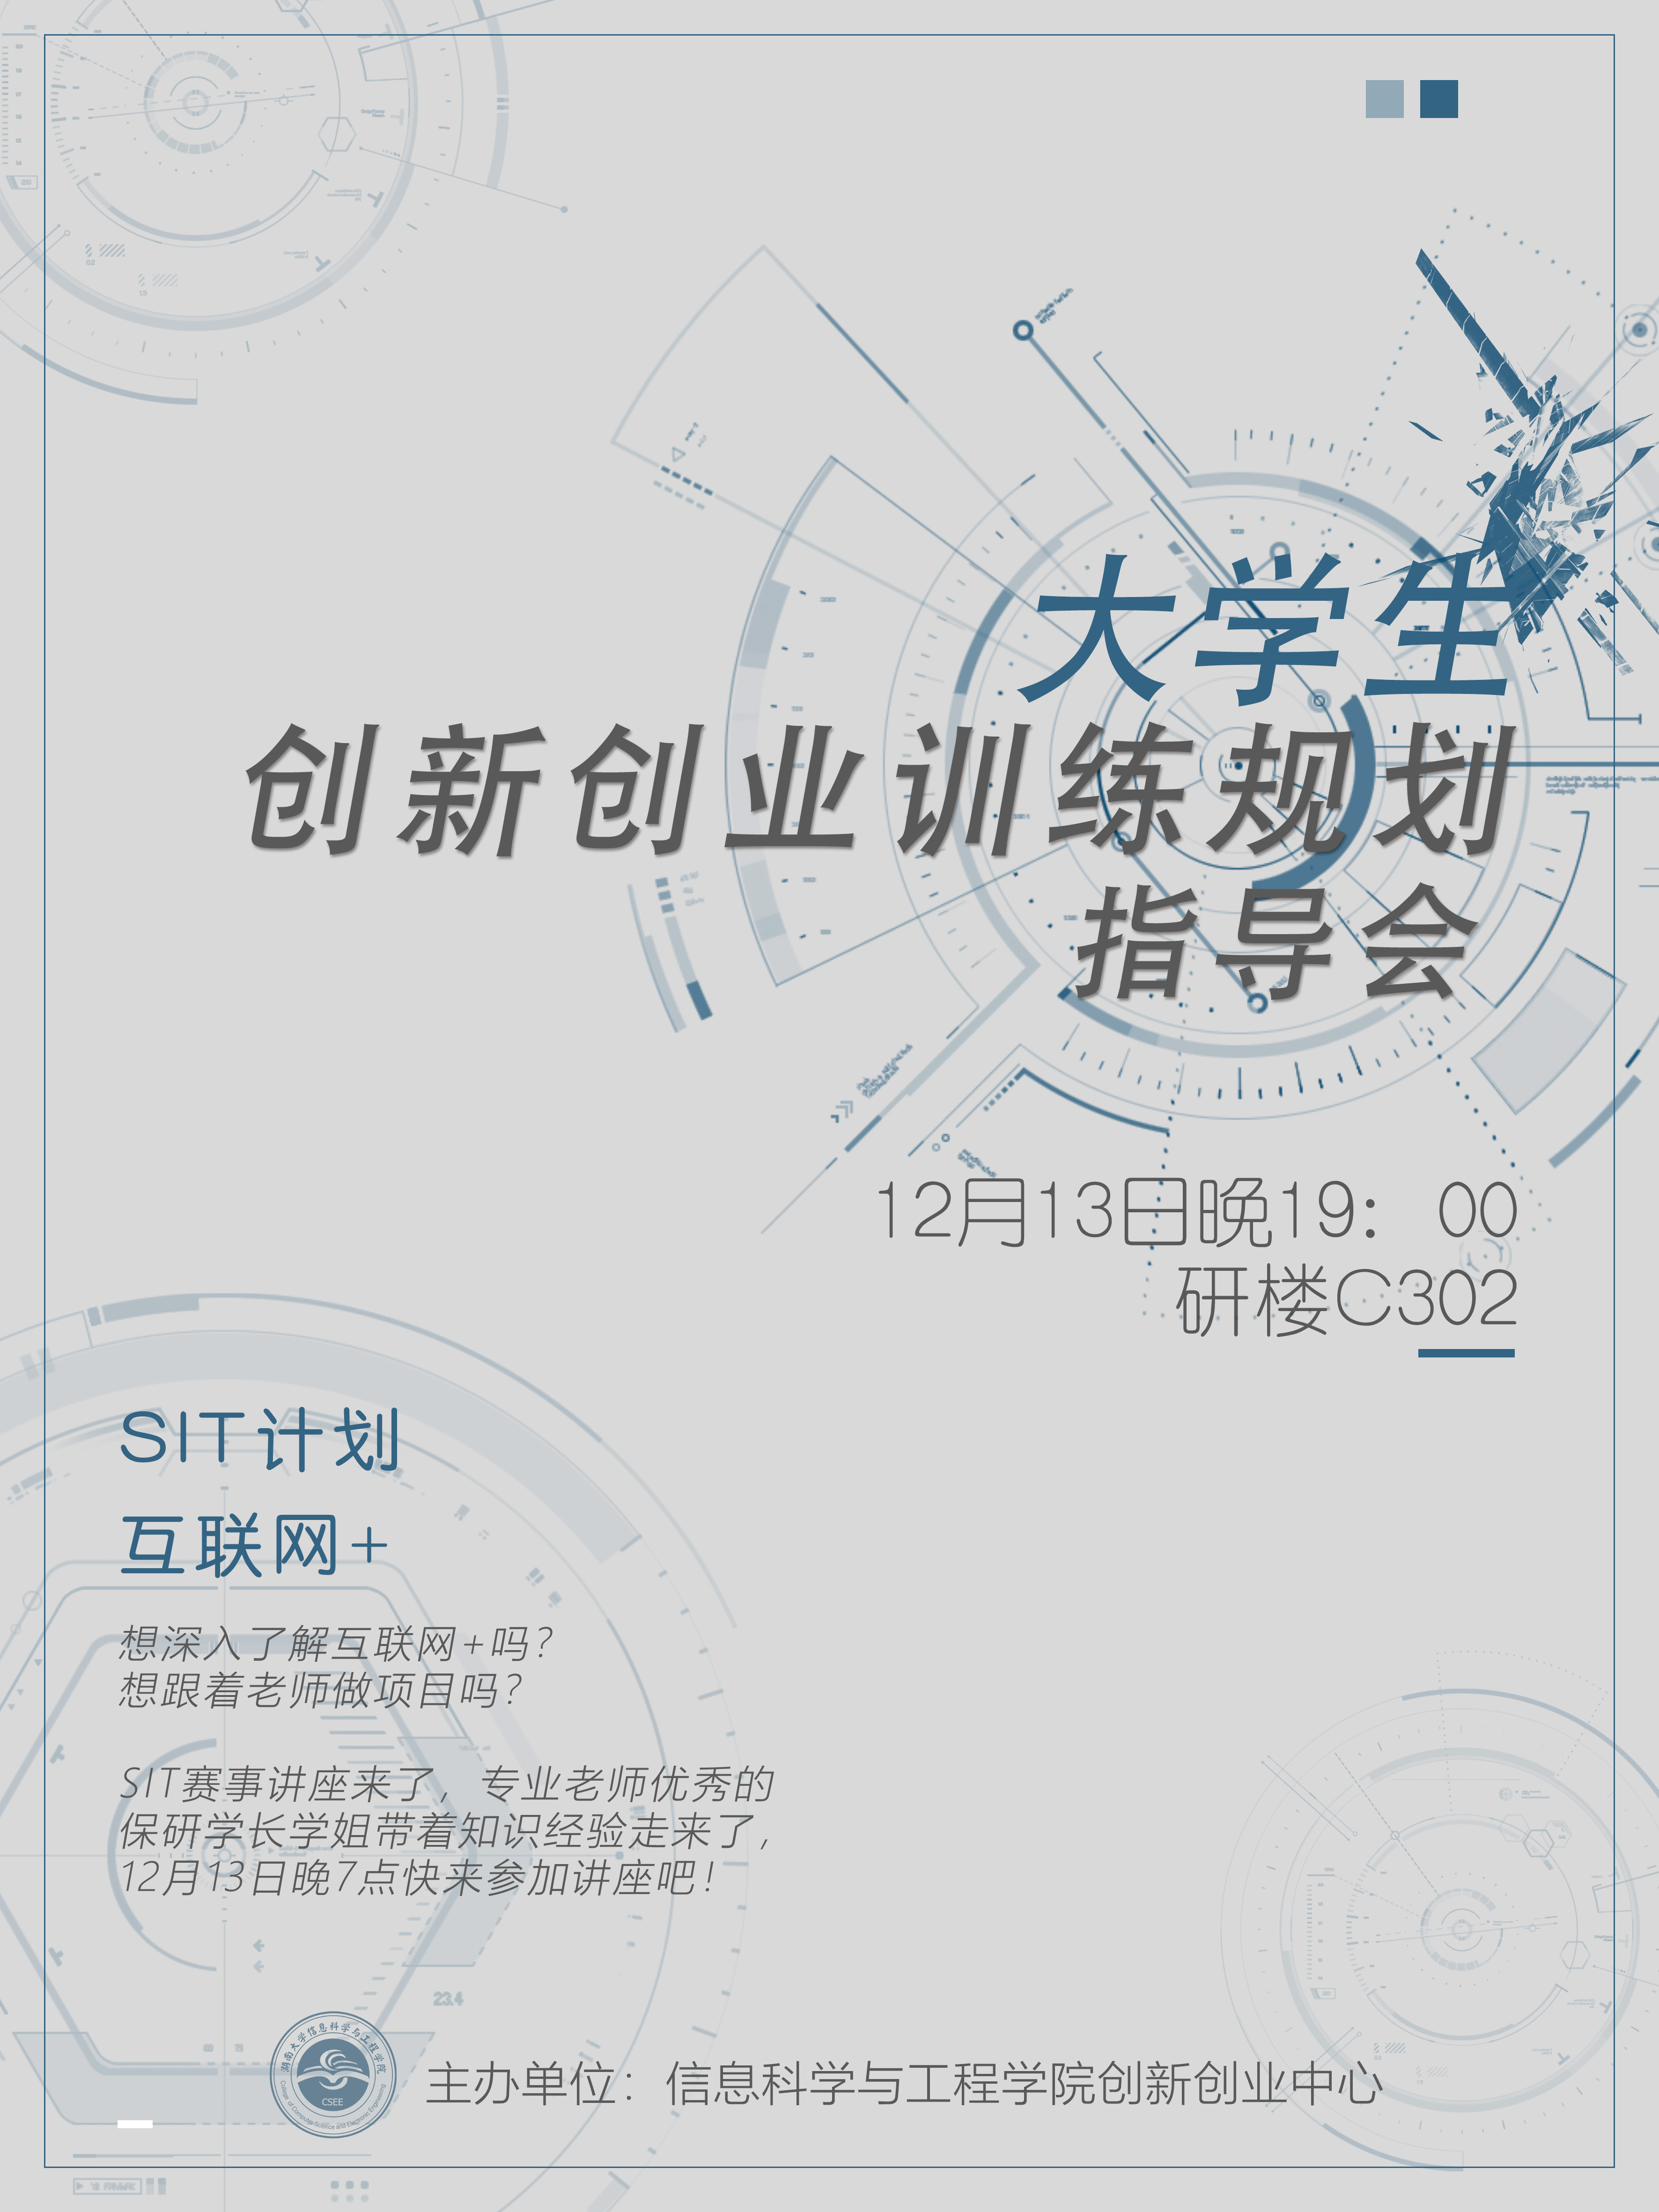 大学生
创新创业训练规划
指导会
12月13日晚19：00
研楼C302
SIT计划
互联网+
想深入了解互联网+吗？
想跟着老师做项目吗？
SIT赛事讲座来了，专业老师优秀的
保研学长学姐带着知识经验走来了，
12月13日晚7点快来参加讲座吧！
23.4
湖南大学信息科学与工程学院
CSEE
College of Computer Science and Electronic Engineering
主办单位：信息科学与工程学院创新创业中心